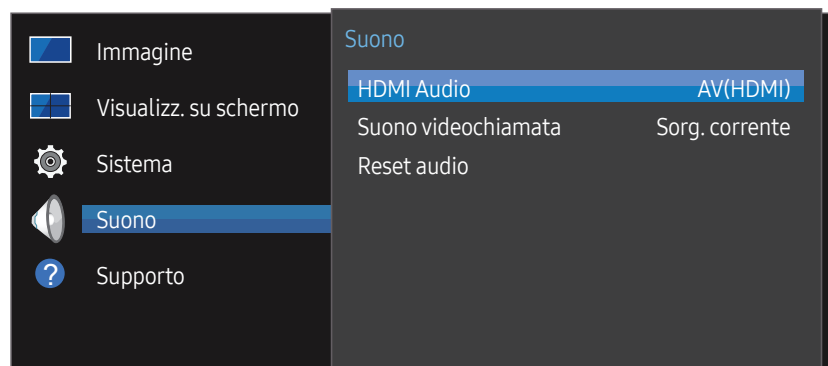 Immagine
Visualizz. su schermo
Sistema
Suono
?
Supporto
Suono
HDMI Audio AV(HDMI)
Suono videochiamata Sorg. corrente
Reset audio